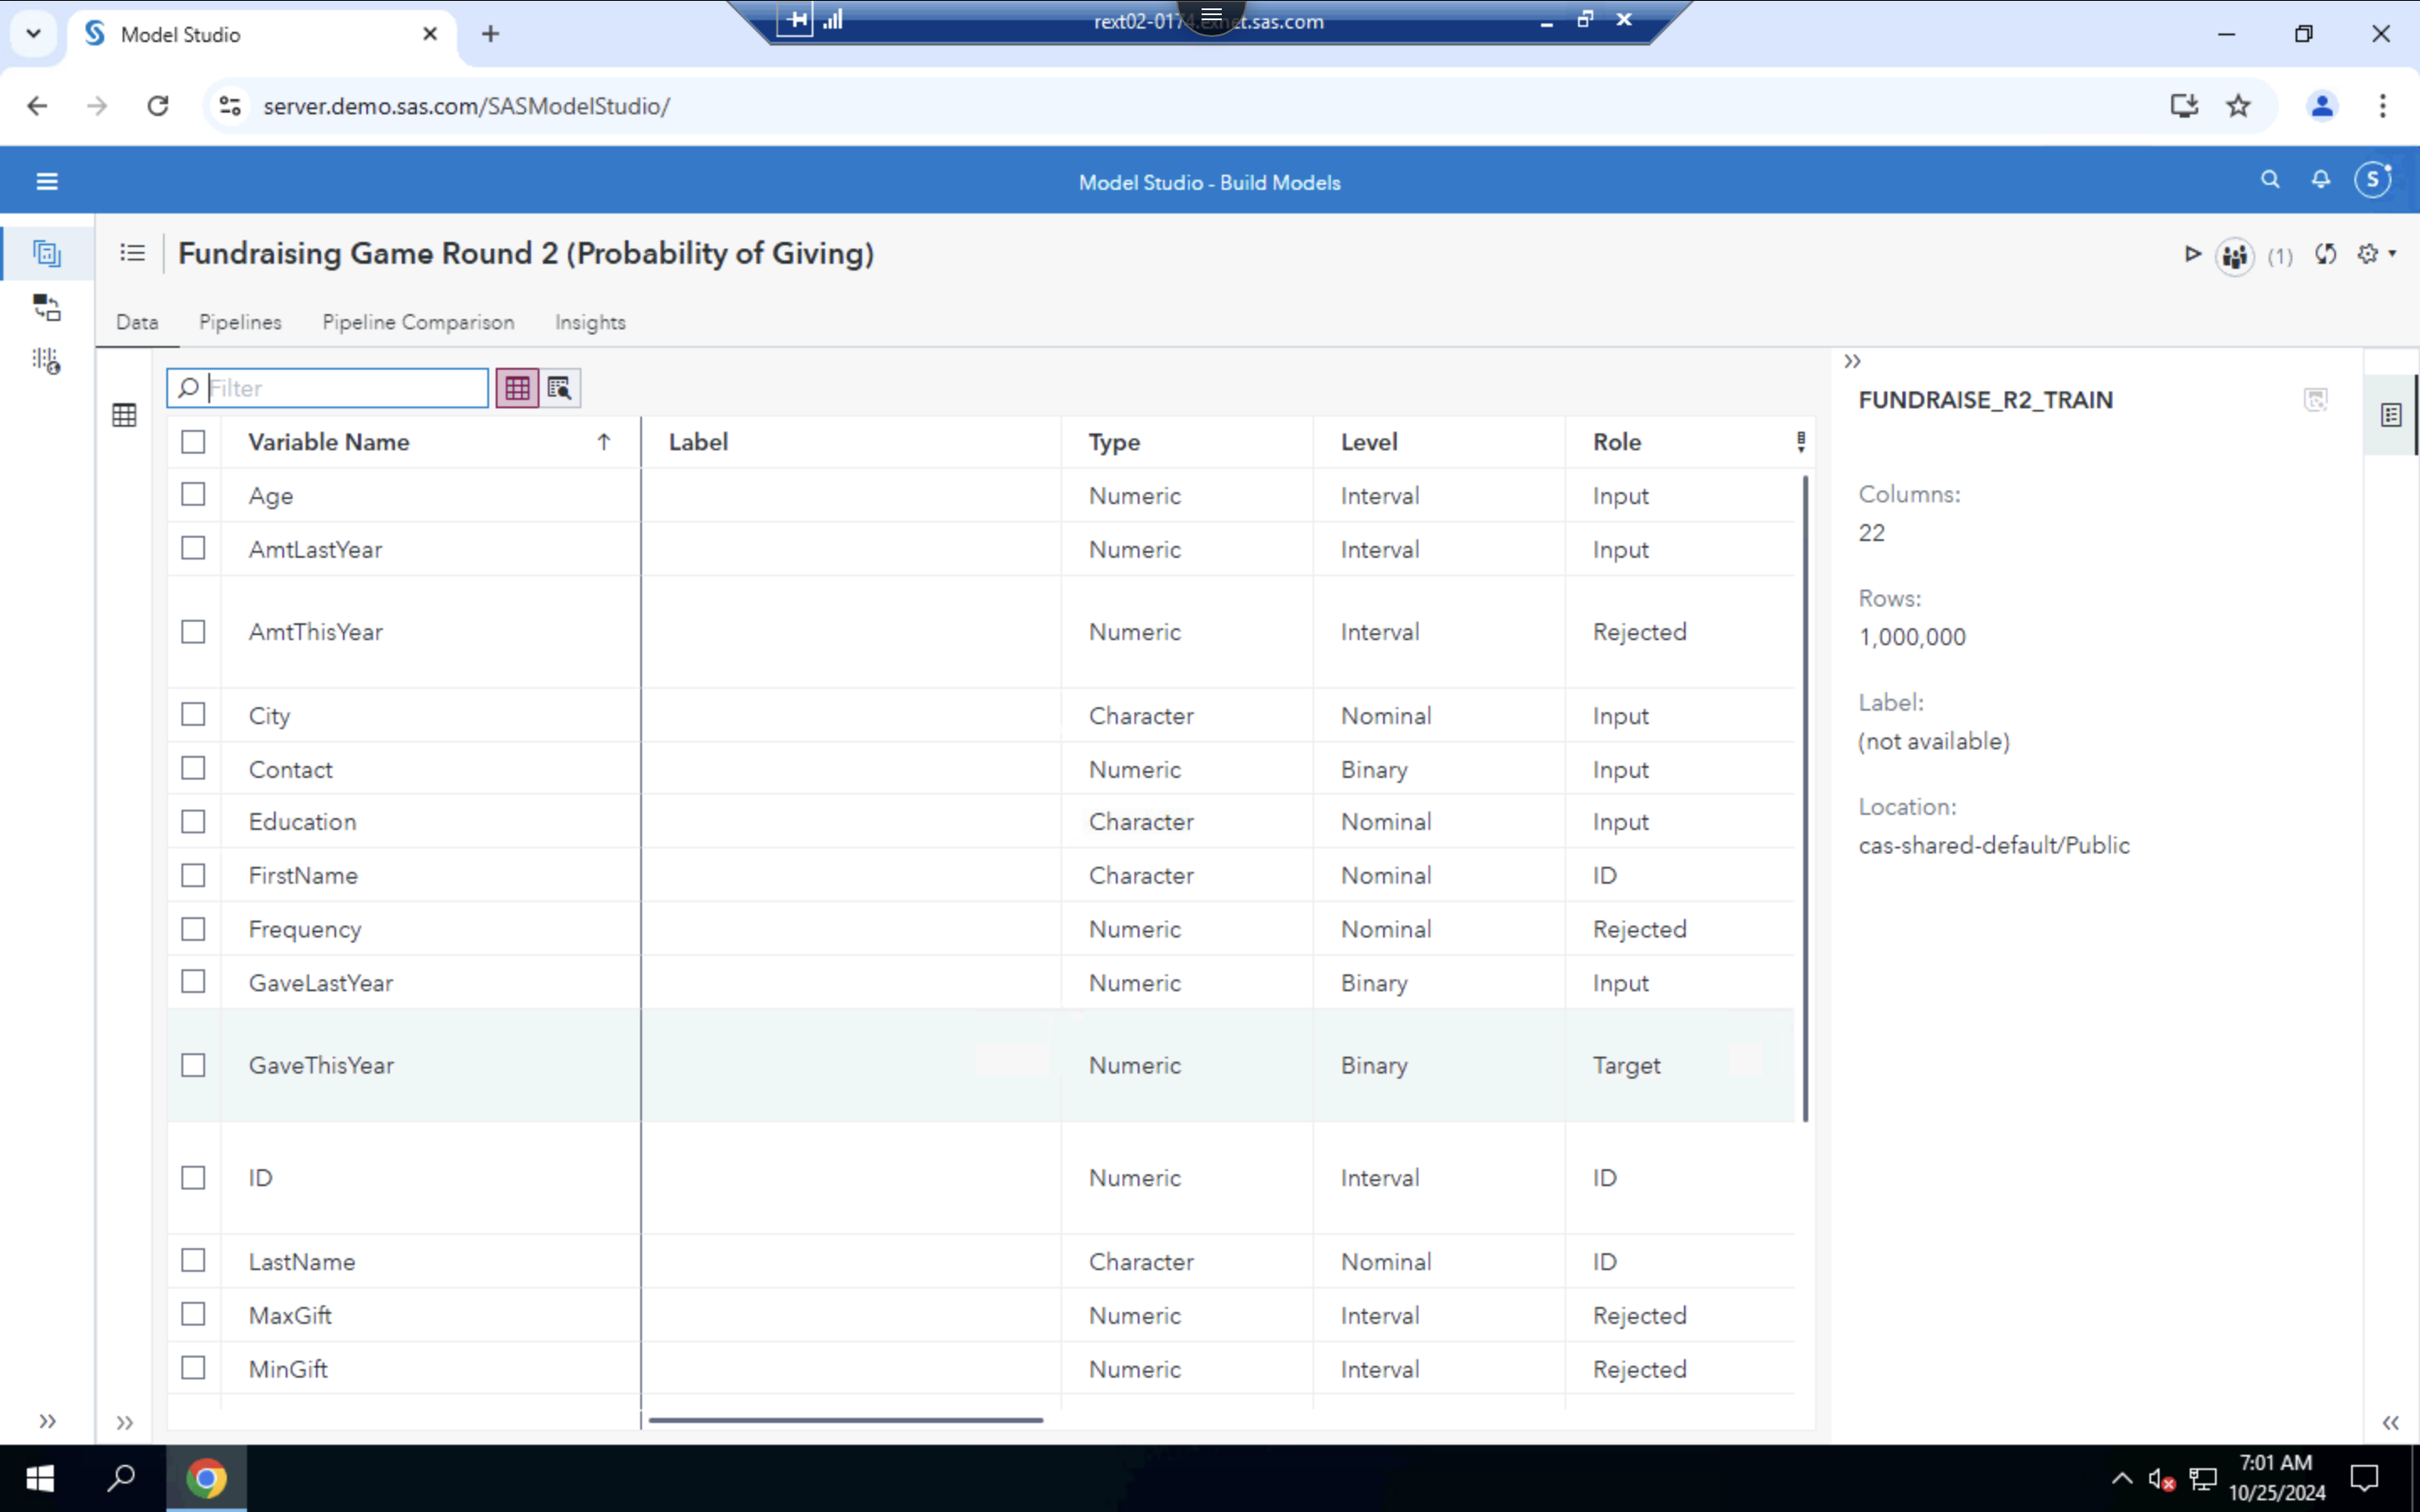 Model Studio
rext02-0174.exnet.sas.com
server.demo.sas.com/SASModelStudio/
Model Studio - Build Models
S
Fundraising Game Round 2 (Probability of Giving)
(1)
Data Pipelines Pipeline Comparison Insights
Filter
Variable Name Label Type Level Role
Age Numeric Interval Input
AmtLastYear Numeric Interval Input
AmtThisYear Numeric Interval Rejected
City Character Nominal Input
Contact Numeric Binary Input
Education Character Nominal Input
FirstName Character Nominal ID
Frequency Numeric Nominal Rejected
GaveLastYear Numeric Binary Input
GaveThisYear Numeric Binary Target
ID Numeric Interval ID
LastName Character Nominal ID
MaxGift Numeric Interval Rejected
MinGift Numeric Interval Rejected
FUNDRAISE_R2_TRAIN
Columns:
22
Rows:
1,000,000
Label:
(not available)
Location:
cas-shared-default/Public
7:01 AM
10/25/2024